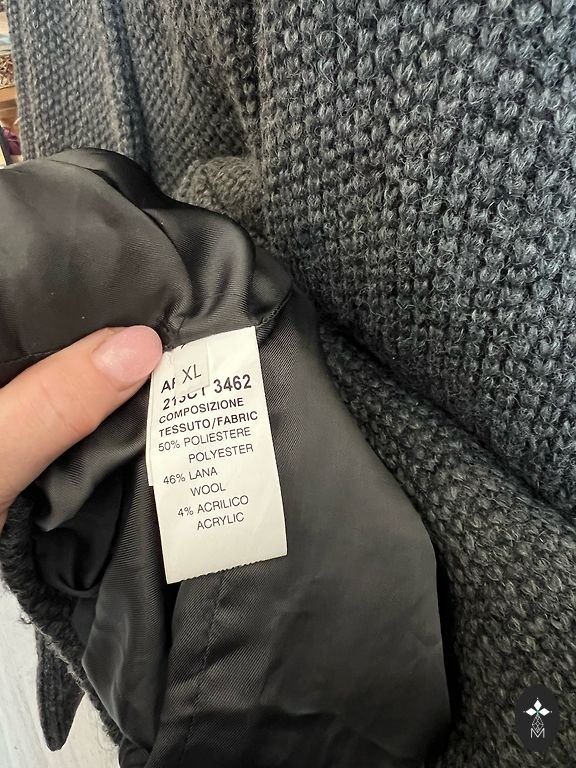 XL
3462
COMPOSIZIONE
TESSUTO/FABRIC
50% POLIESTERE
POLYESTER
46% LANA
WOOL
4% ACRILICO
ACRYLIC
M